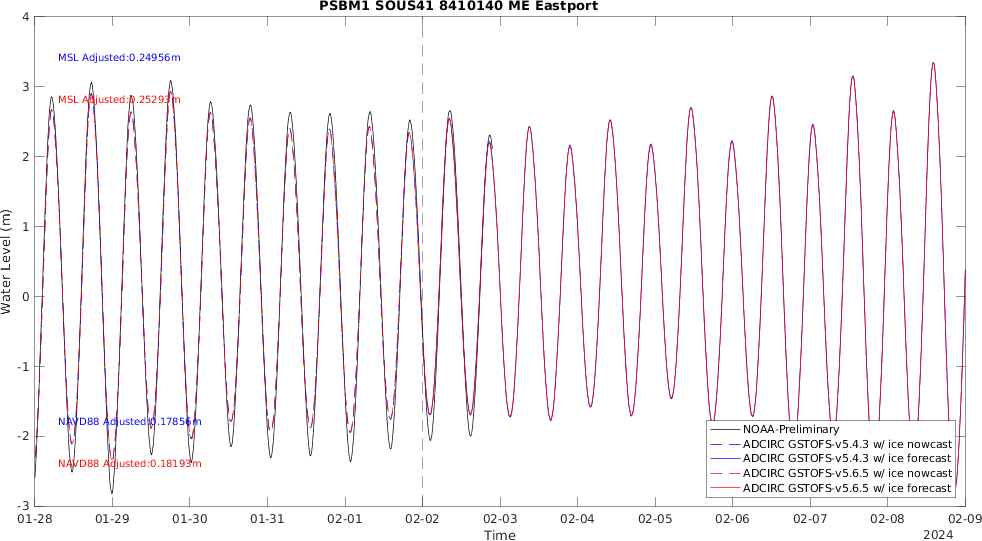 PSBM1 SOUS41 8410140 ME Eastport
4
3
2
1
0
-1
-2
-3
Water Level (m)
MSL Adjusted:0.24956m
MSL Adjusted:0.25293m
NAVD88 Adjusted:0.17856m
NAVD88 Adjusted:0.18193m
NOAA-Preliminary
ADCIRC GSTOFS-v5.4.3 w/ ice nowcast
ADCIRC GSTOFS-v5.4.3 w/ ice forecast
ADCIRC GSTOFS-v5.6.5 w/ ice nowcast
ADCIRC GSTOFS-v5.6.5 w/ ice forecast
01-28 01-29 01-30 01-31 02-01 02-02 02-03 02-04 02-05 02-06 02-07 02-08 02-09
Time
2024